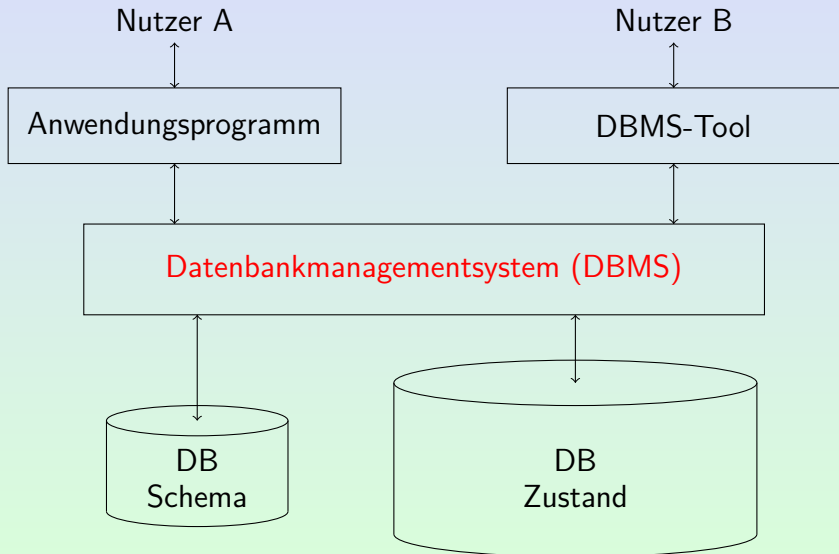 Nutzer A
Nutzer B
Anwendungsprogramm
DBMS-Tool
Datenbankmanagementsystem (DBMS)
DB
Schema
DB
Zustand